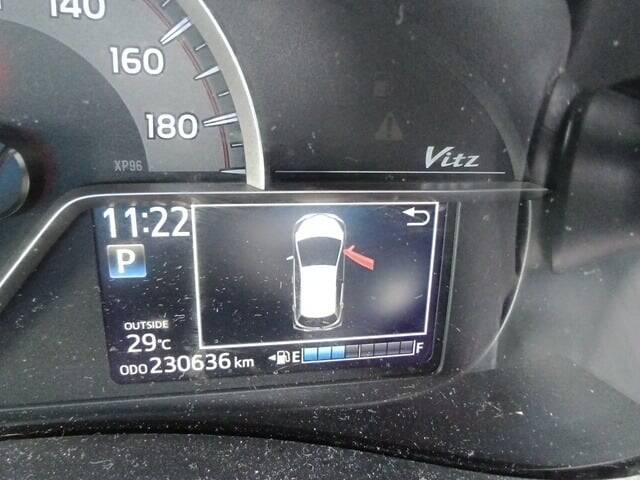 140
160
180
XP96
Vitz
11:22
P
OUTSIDE
29°C
ODO 230636 km
E F